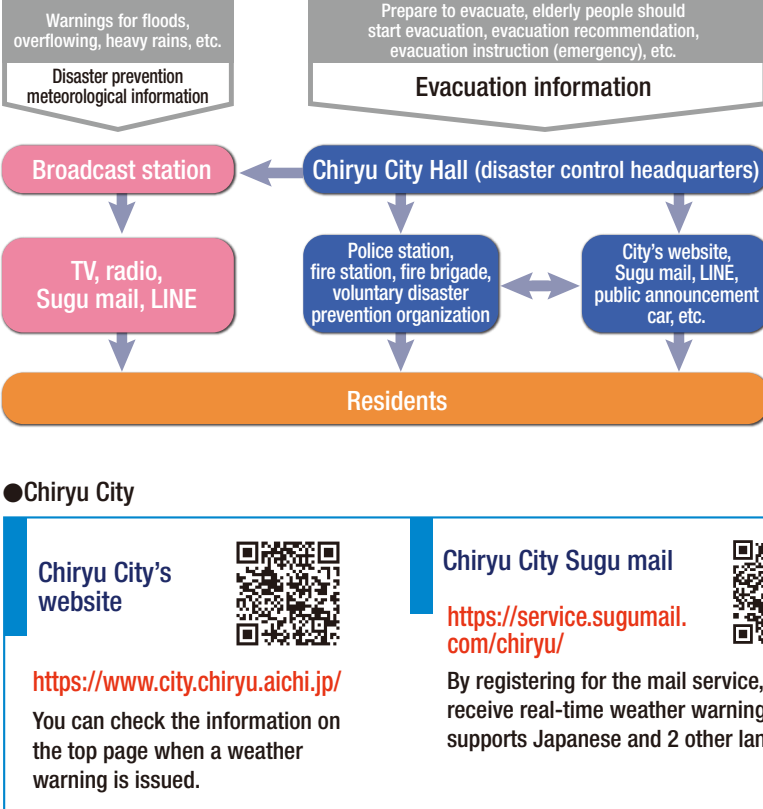 Warnings for floods,
overflowing, heavy rains, etc.
Disaster prevention
meteorological information
Prepare to evacuate, elderly people should
start evacuation, evacuation recommendation,
evacuation instruction (emergency), etc.
Evacuation information
Broadcast station
Chiryu City Hall (disaster control headquarters)
TV, radio,
Sugu mail, LINE
Police station,
fire station, fire brigade,
voluntary disaster
prevention organization
City's website,
Sugu mail, LINE,
public announcement
car, etc.
Residents
●Chiryu City
Chiryu City's
website
https://www.city.chiryu.aichi.jp/
You can check the information on
the top page when a weather
warning is issued.
Chiryu City Sugu mail
https://service.sugumail.
com/chiryu/
By registering for the mail service,
receive real-time weather warning
supports Japanese and 2 other lan